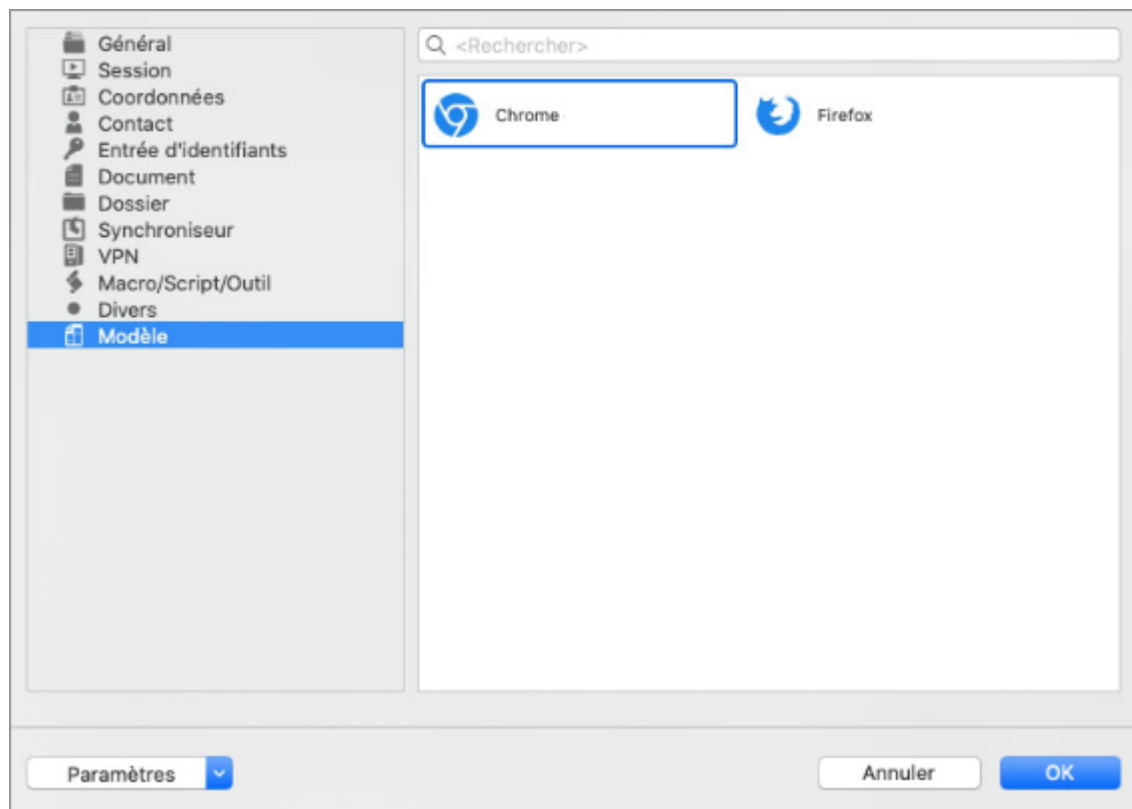 Général
Session
Coordonnées
Contact
Entrée d'identifiants
Document
Dossier
Synchroniseur
VPN
Macro/Script/Outil
Divers
Modèle
<Rechercher>
Chrome
Firefox
Paramètres
Annuler
OK